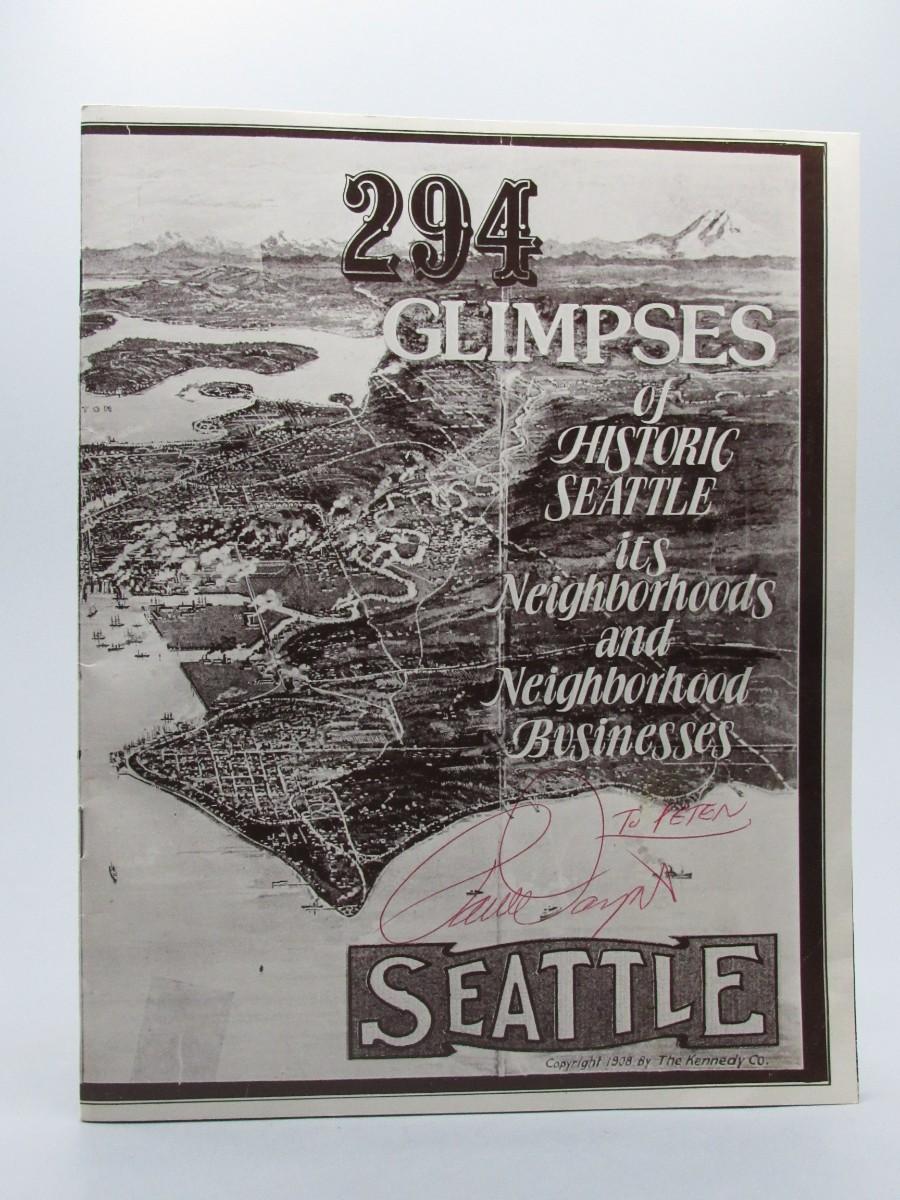 294
GLIMPSES
of
HISTORIC
SEATTLE
its
Neighborhoods
and
Neighborhood
Businesses
TON
To PETER
SEATTLE
Copyright 1908 By The Kennedy Co.